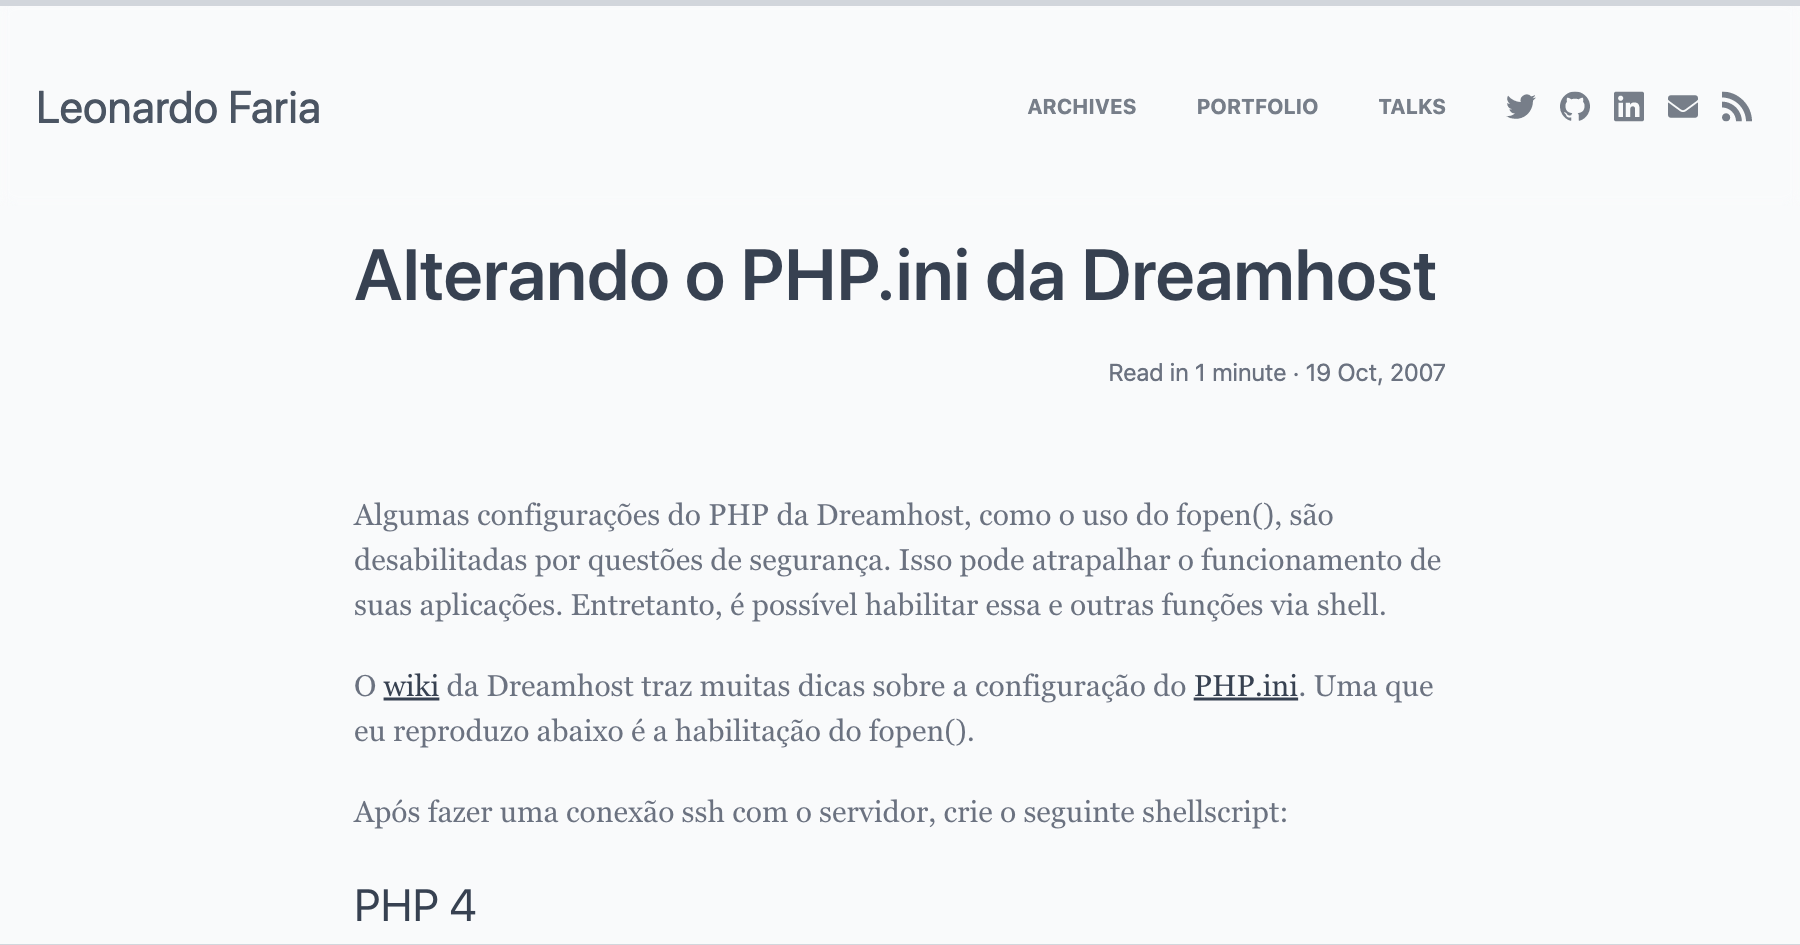 Leonardo Faria
ARCHIVES PORTFOLIO TALKS
Alterando o PHP.ini da Dreamhost
Read in 1 minute · 19 Oct, 2007
Algumas configurações do PHP da Dreamhost, como o uso do fopen(), são
desabilitadas por questões de segurança. Isso pode atrapalhar o funcionamento de
suas aplicações. Entretanto, é possível habilitar essa e outras funções via shell.
O wiki da Dreamhost traz muitas dicas sobre a configuração do PHP.ini. Uma que
eu reproduzo abaixo é a habilitação do fopen().
Após fazer uma conexão ssh com o servidor, crie o seguinte shellscript:
PHP 4